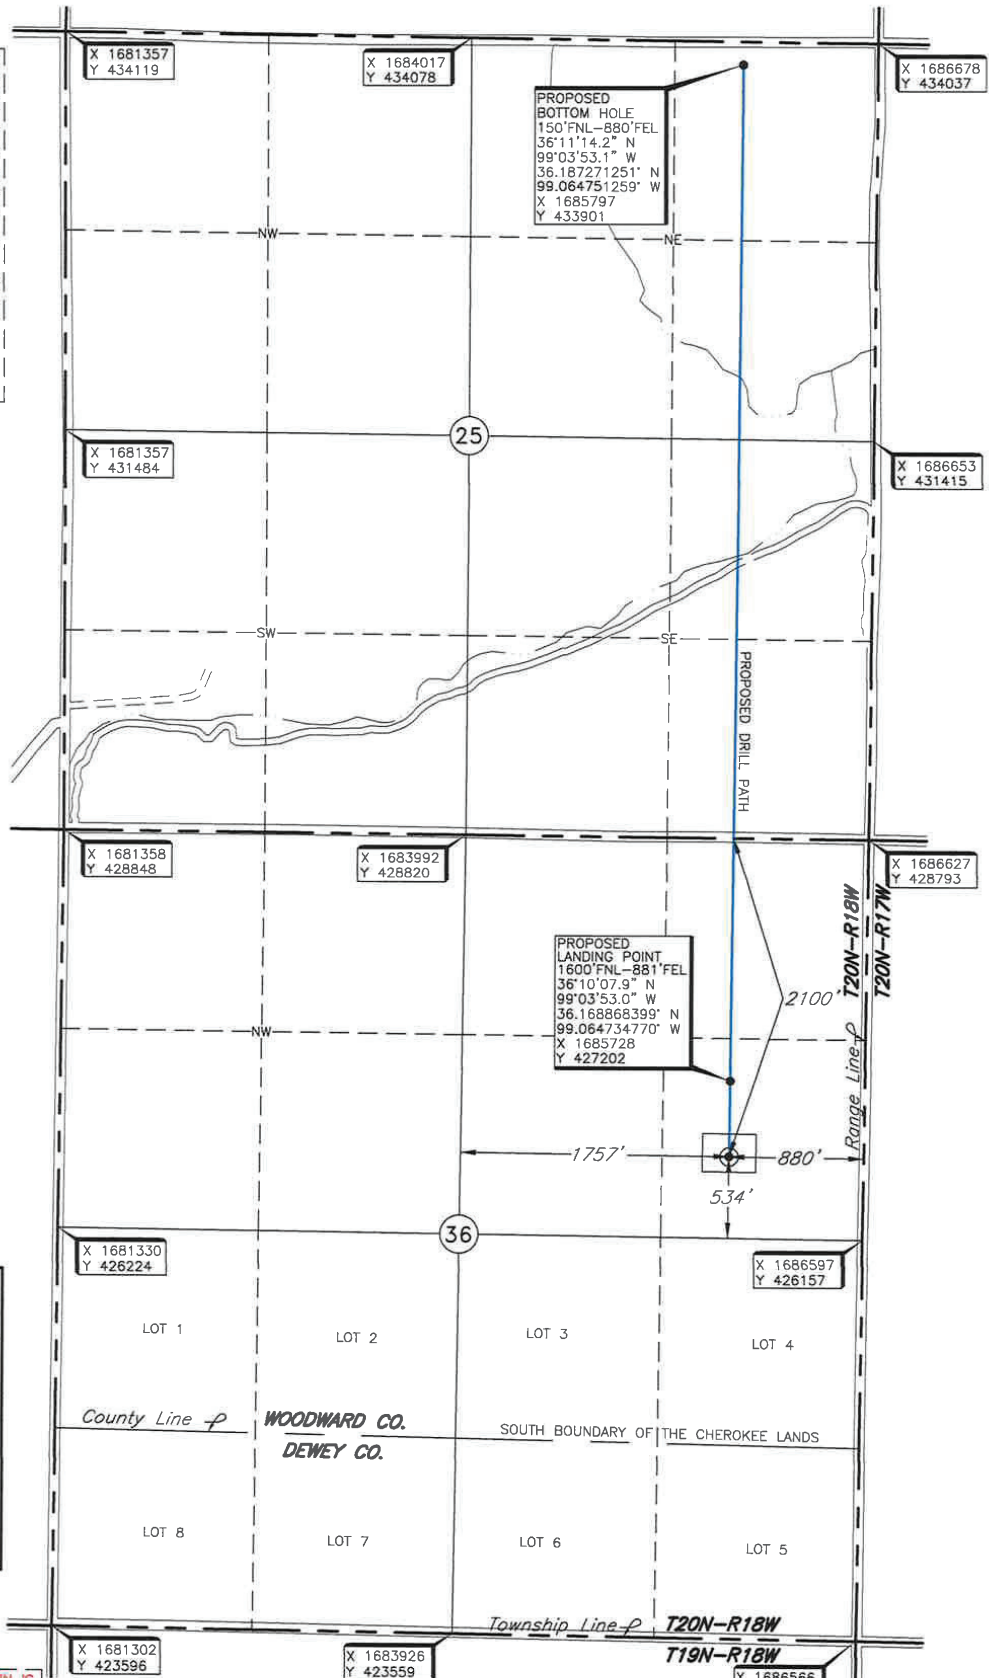 X 1681357
Y 434119
X 1684017
Y 434078
X 1686678
Y 434037
PROPOSED
BOTTOM HOLE
150'FNL-880'FEL
36°11'14.2" N
99°03'53.1" W
36.187271251° N
99.064751259° W
X 1685797
Y 433901
NW
NE
25
X 1681357
Y 431484
X 1686653
Y 431415
SW
SE
PROPOSED DRILL PATH
X 1681358
Y 428848
X 1683992
Y 428820
X 1686627
Y 428793
T20N-R18W
T20N-R17W
PROPOSED
LANDING POINT
1600'FNL-881'FEL
36°10'07.9" N
99°03'53.0" W
36.168868399° N
99.064734770° W
X 1685728
Y 427202
2100'
NW
Range Line
1757'
880'
534'
36
X 1681330
Y 426224
X 1686597
Y 426157
LOT 1
LOT 2
LOT 3
LOT 4
County Line
WOODWARD CO.
SOUTH BOUNDARY OF THE CHEROKEE LANDS
DEWEY CO.
LOT 8
LOT 7
LOT 6
LOT 5
Township Line
T20N-R18W
T19N-R18W
X 1681302
Y 423596
X 1683926
Y 423559